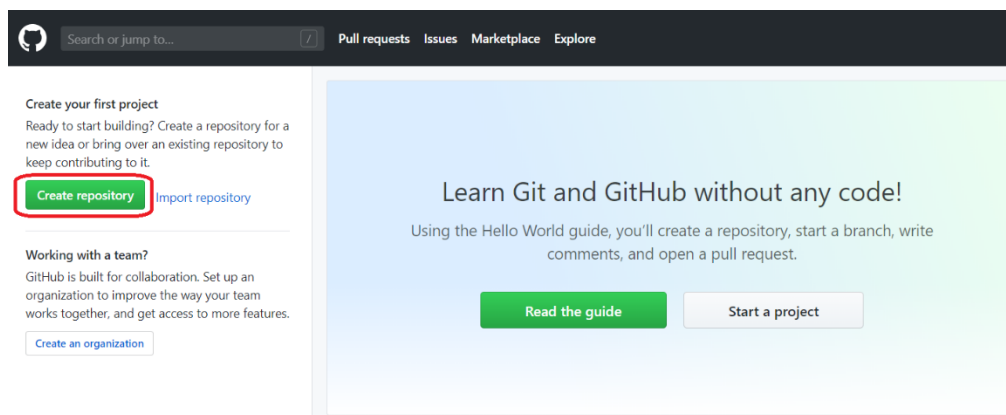 Search or jump to...
/
Pull requests Issues Marketplace Explore
Create your first project
Ready to start building? Create a repository for a
new idea or bring over an existing repository to
keep contributing to it.
Create repository
Import repository
Working with a team?
GitHub is built for collaboration. Set up an
organization to improve the way your team
works together, and get access to more features.
Create an organization
Learn Git and GitHub without any code!
Using the Hello World guide, you'll create a repository, start a branch, write
comments, and open a pull request.
Read the guide
Start a project